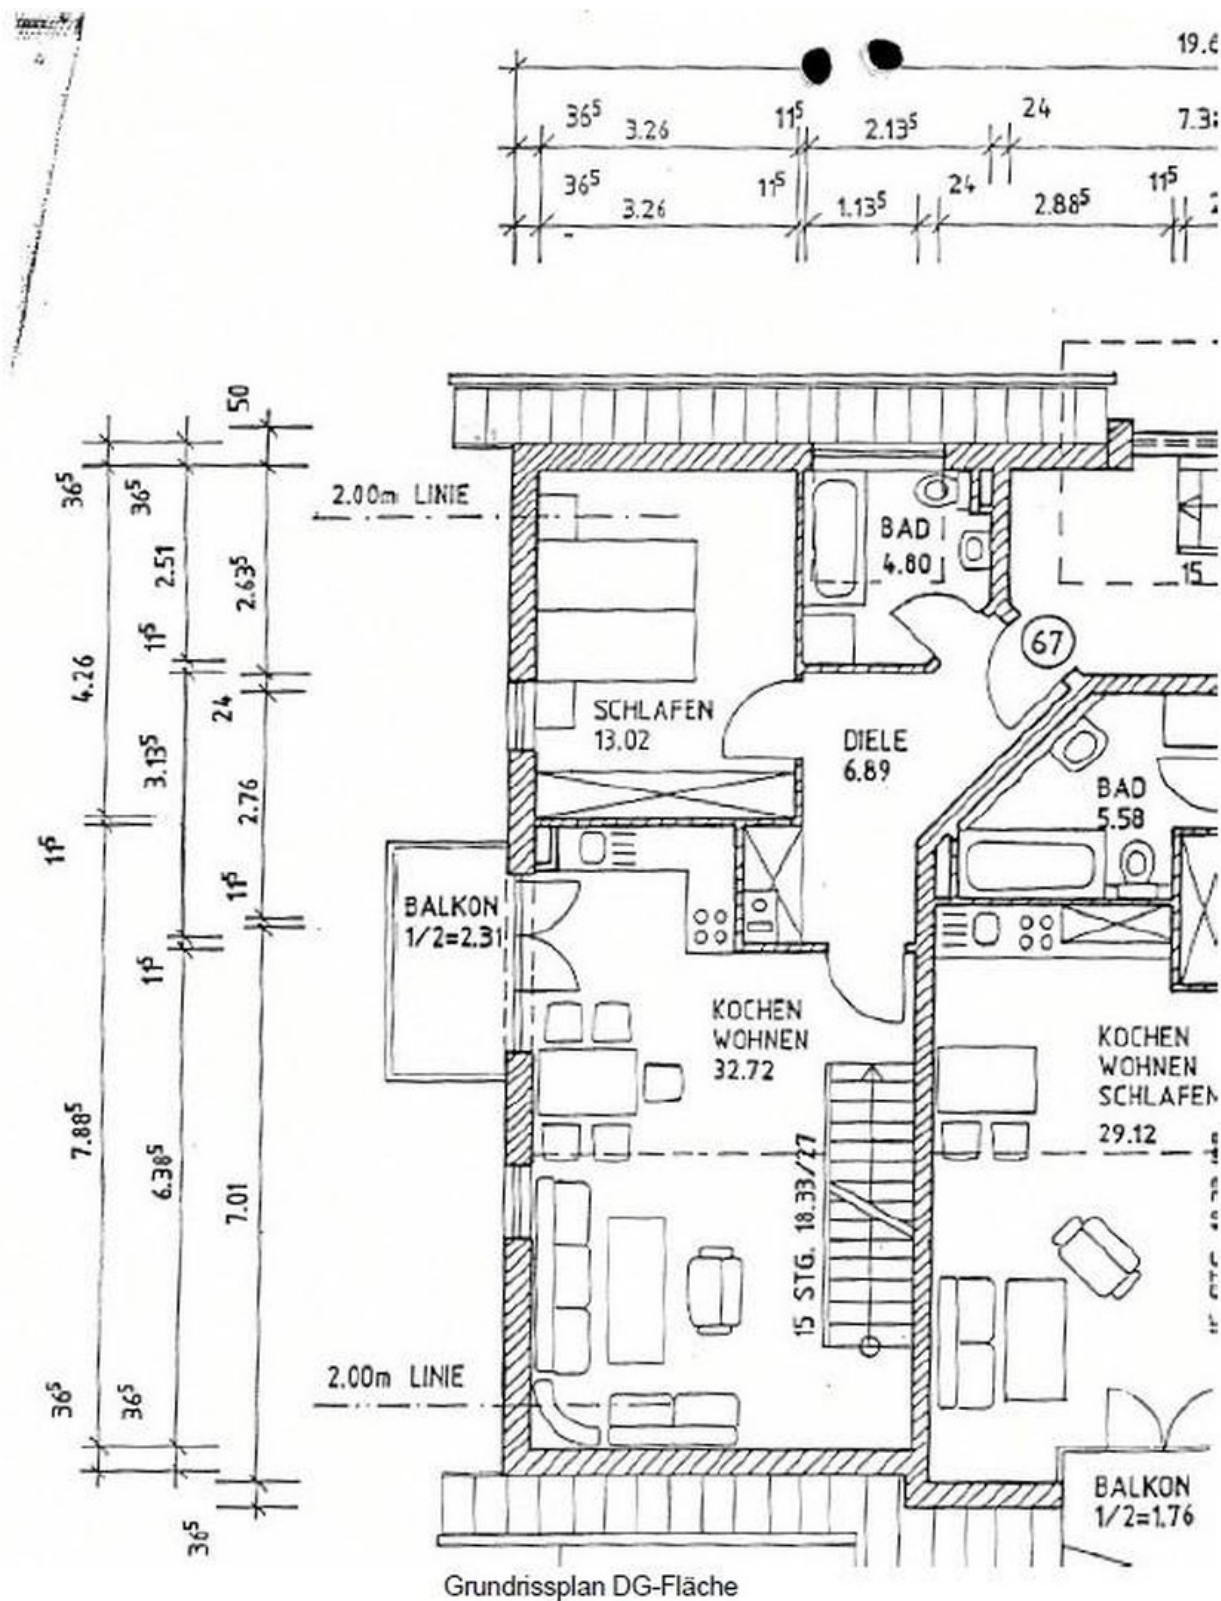 36⁵ 3.26 11⁵ 2.13⁵ 24
36⁵ 3.26 11⁵ 1.13⁵ 24 2.88⁵ 11⁵
50
36⁵ 36⁵
2.51 2.63⁵
4.26 11⁵
24
3.13⁵ 2.76
11⁵ 11⁵
11⁵
7.88⁵ 6.38⁵ 7.01
36⁵ 36⁵
36⁵
2.00m LINIE
BAD
4.80
15
67
SCHLAFEN
13.02
DIELE
6.89
BAD
5.58
BALKON
1/2=2.31
KOCHEN
WOHNEN
32.72
KOCHEN
WOHNEN
SCHLAFEN
29.12
15 STG. 18.33/27
2.00m LINIE
BALKON
1/2=1.76
Grundrissplan DG-Fläche